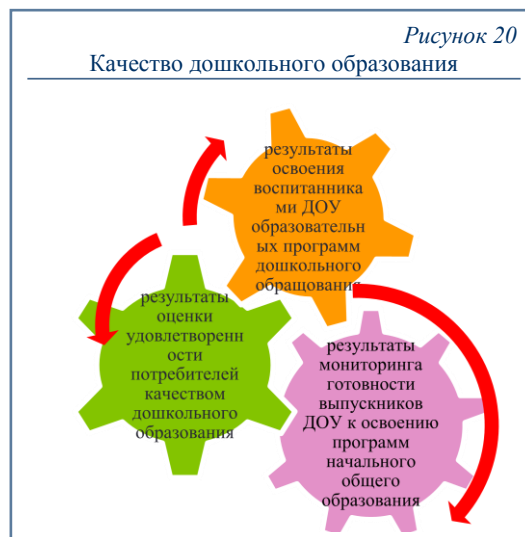 Рисунок 20
Качество дошкольного образования
результаты
освоения
воспитанника
ми ДОУ
образовательн
ых программ
дошкольного
обращования
результаты
оценки
удовлетворенн
ости
потребителей
качеством
дошкольного
образования
результаты
мониторинга
готовности
выпускников
ДОУ к освоению
программ
начального
общего
образования